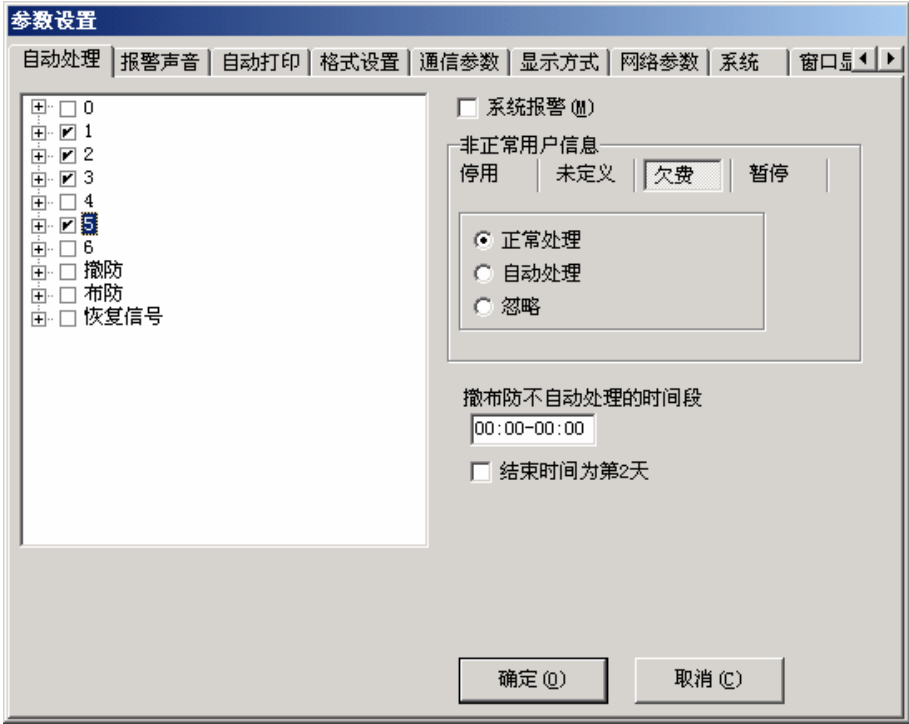 参数设置
自动处理 报警声音 自动打印 格式设置 通信参数 显示方式 网络参数 系统 窗口显
0
1
2
3
4
5
6
撤防
布防
恢复信号
系统报警(M)
非正常用户信息
停用 未定义 欠费 暂停
正常处理
自动处理
忽略
撤布防不自动处理的时间段
00:00-00:00
结束时间为第2天
确定(O) 取消(C)